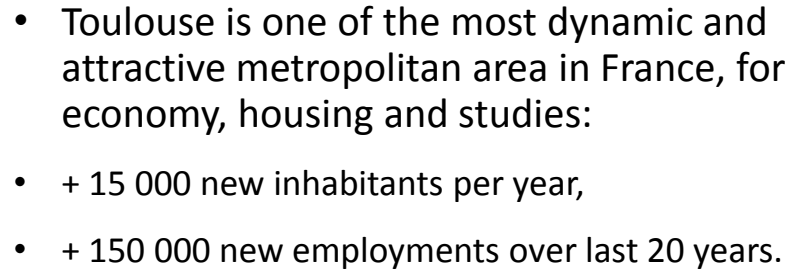 • Toulouse is one of the most dynamic and
attractive metropolitan area in France, for
economy, housing and studies:
• + 15 000 new inhabitants per year,
• + 150 000 new employments over last 20 years.